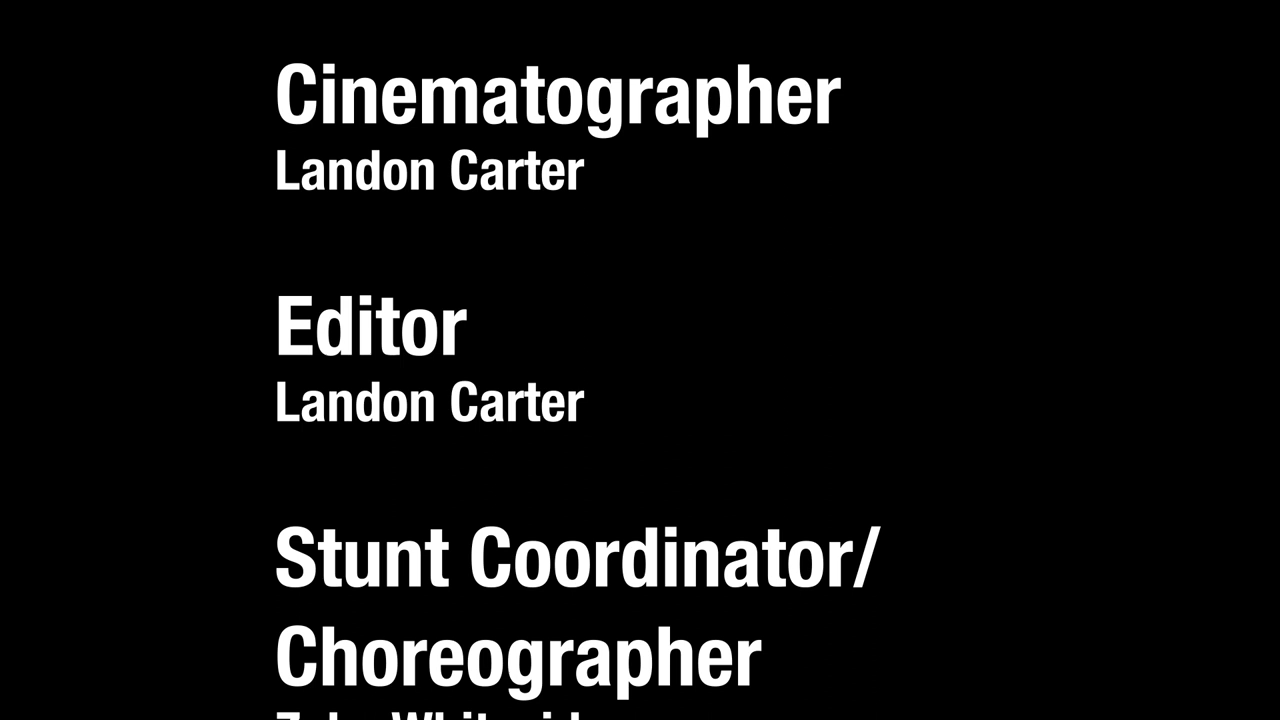 Cinematographer
Landon Carter
Editor
Landon Carter
Stunt Coordinator/
Choreographer